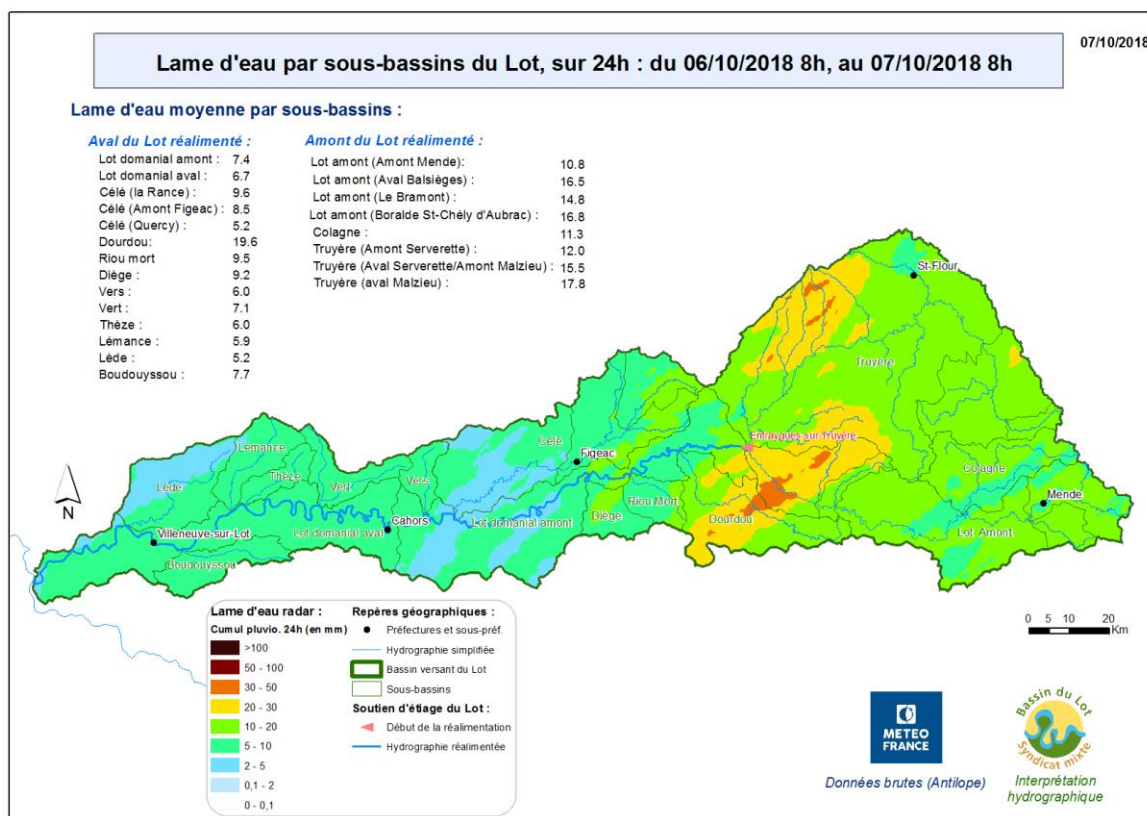 07/10/2018
Lame d'eau par sous-bassins du Lot, sur 24h : du 06/10/2018 8h, au 07/10/2018 8h
Lame d'eau moyenne par sous-bassins :
Aval du Lot réalimenté :
Lot domanial amont : 7.4
Lot domanial aval : 6.7
Célé (la Rance) : 9.6
Célé (Amont Figeac) : 8.5
Célé (Quercy) : 5.2
Dourdou: 19.6
Riou mort 9.5
Diège : 9.2
Vers : 6.0
Vert : 7.1
Thèze : 6.0
Lémance : 5.9
Lède : 5.2
Boudouyssou : 7.7
Amont du Lot réalimenté :
Lot amont (Amont Mende): 10.8
Lot amont (Aval Balsièges) : 16.5
Lot amont (Le Bramont) : 14.8
Lot amont (Boralde St-Chély d'Aubrac) : 16.8
Colagne : 11.3
Truyère (Amont Serverette) : 12.0
Truyère (Aval Serverette/Amont Malzieu) : 15.5
Truyère (aval Malzieu) : 17.8
St-Flour
Truyère
Entraygues-sur-Truyère
Célé
Figeac
Lémance
Thèze
Vert
Vers
Lède
Colagne
Mende
Riou Mort
Diège
Dourdou
Lot domanial amont
Cahors
Lot domanial aval
Lot Amont
Villeneuve-sur-Lot
Boudouyssou
N
0 5 10 20
Km
Lame d'eau radar :
Cumul pluvio. 24h (en mm)
>100
50 - 100
30 - 50
20 - 30
10 - 20
5 - 10
2 - 5
0,1 - 2
0 - 0,1
Repères géographiques :
Préfectures et sous-préf.
Hydrographie simplifiée
Bassin versant du Lot
Sous-bassins
Soutien d'étiage du Lot :
Début de la réalimentation
Hydrographie réalimentée
METEO
FRANCE
Données brutes (Antilope)
Bassin du Lot
Syndicat mixte
Interprétation
hydrographique